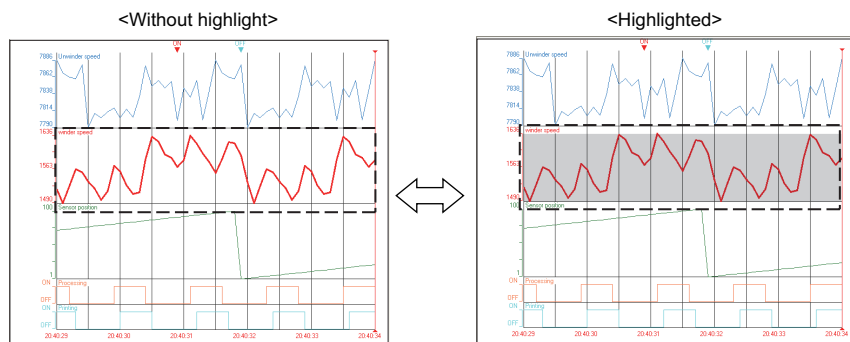 <Without highlight>
ON
OFF
Unwinder speed
7886
7862
7838
7814
7790
winder speed
1636
1562
1490
Sensor position
100
1
Processing
ON
OFF
Printing
ON
OFF
20:40:29
20:40:30
20:40:31
20:40:32
20:40:33
20:40:34
<Highlighted>
ON
OFF
Unwinder speed
7886
7862
7838
7814
7790
winder speed
1636
1563
1490
Sensor position
100
1
Processing
ON
OFF
Printing
ON
OFF
20:40:29
20:40:30
20:40:31
20:40:32
20:40:33
20:40:34